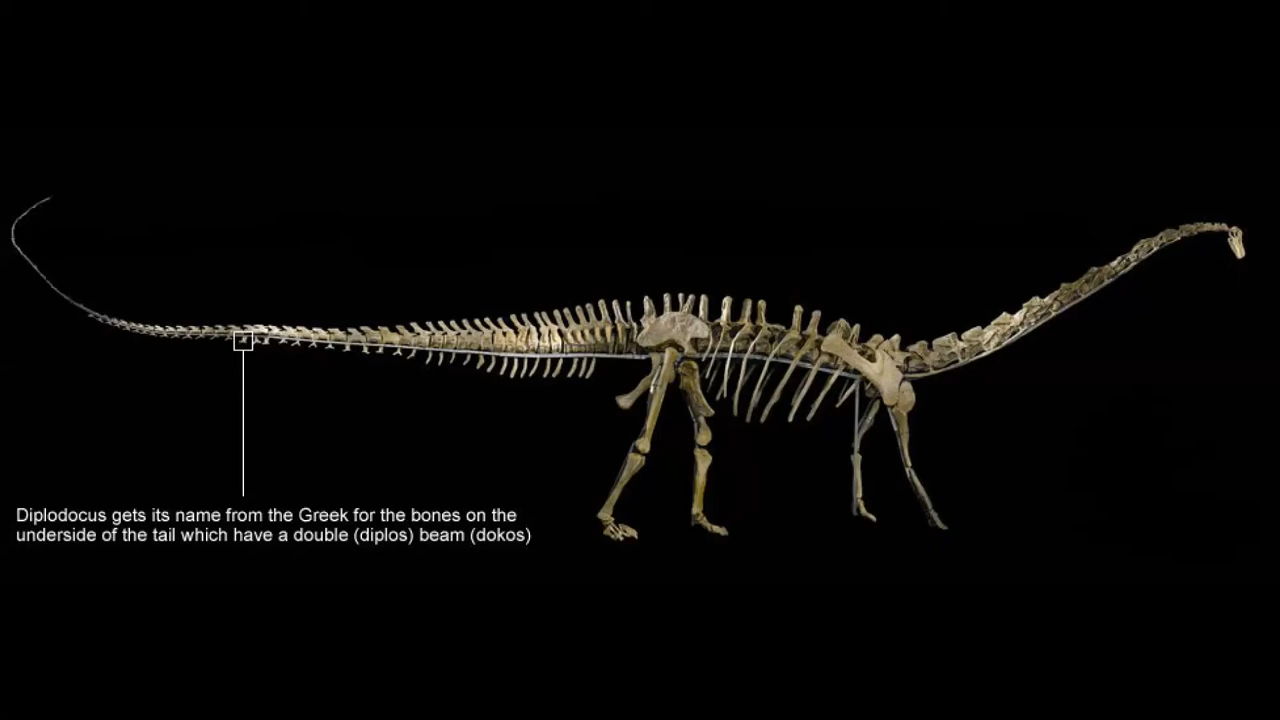 Diplodocus gets its name from the Greek for the bones on the
underside of the tail which have a double (diplos) beam (dokos)